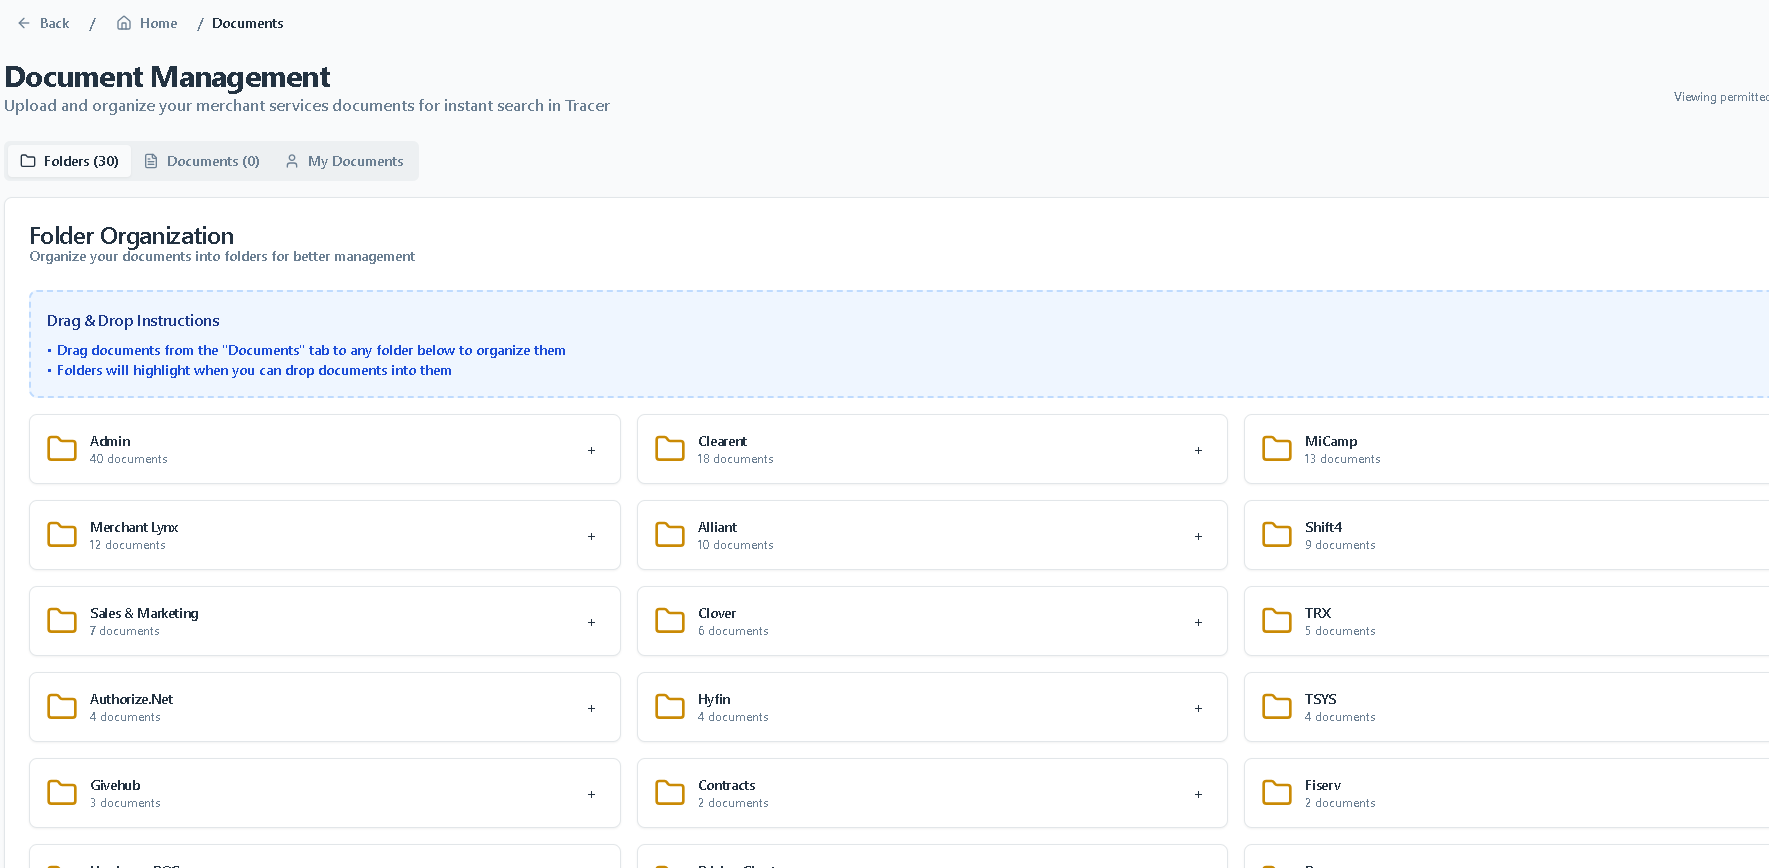 Back / Home / Documents
Document Management
Upload and organize your merchant services documents for instant search in Tracer
Viewing permitted
Folders (30) Documents (0) My Documents
Folder Organization
Organize your documents into folders for better management
Drag & Drop Instructions
• Drag documents from the "Documents" tab to any folder below to organize them
• Folders will highlight when you can drop documents into them
Admin
40 documents
+
Clearent
18 documents
+
MiCamp
13 documents
Merchant Lynx
12 documents
+
Alliant
10 documents
+
Shift4
9 documents
Sales & Marketing
7 documents
+
Clover
6 documents
+
TRX
5 documents
Authorize.Net
4 documents
+
Hyfin
4 documents
+
TSYS
4 documents
Givehub
3 documents
+
Contracts
2 documents
+
Fiserv
2 documents